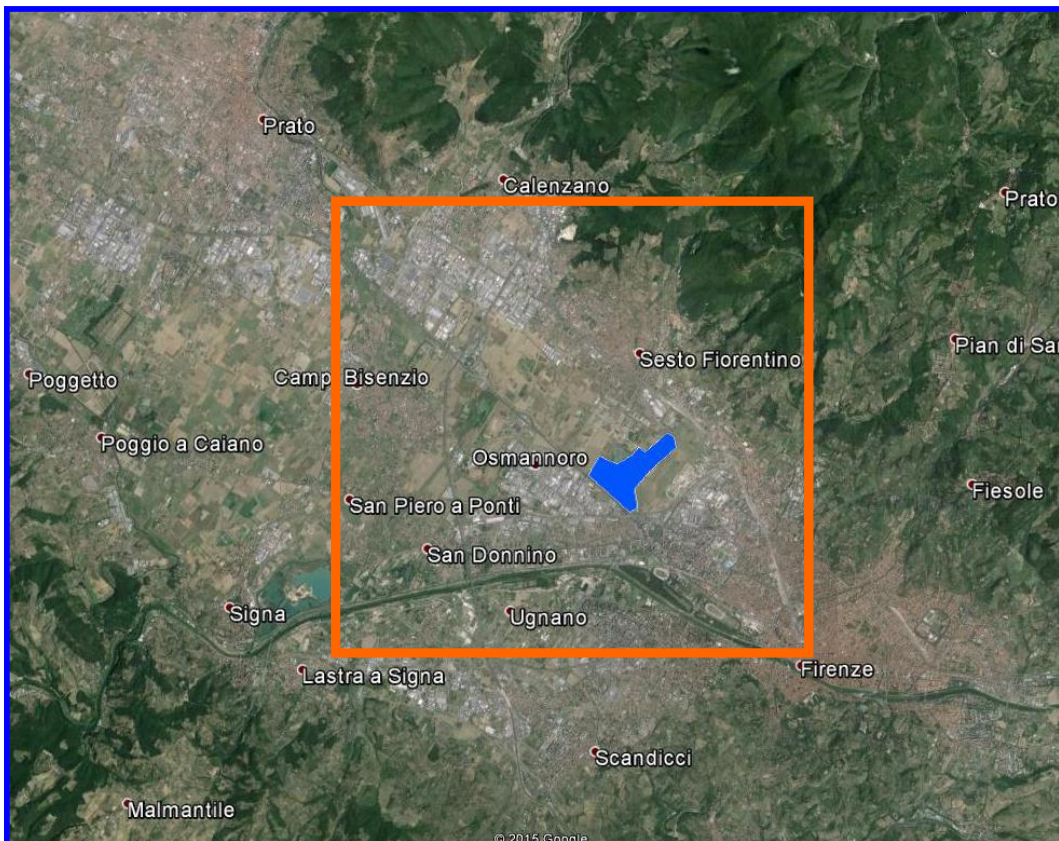 Prato
Calenzano
Prato
Sesto Fiorentino
Pian di Sa
Poggetto
Camp Bisenzio
Poggio a Caiano
Osmannoro
Fiesole
San Piero a Ponti
San Donnino
Signa
Ugnano
Lastra a Signa
Firenze
Scandicci
Malmantile
© 2015 Google